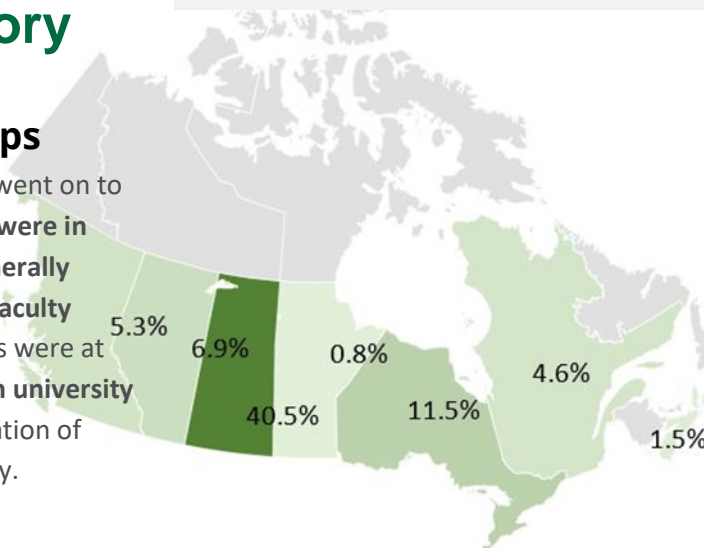 ory
ps
went on to
were in
nerally
aculty
s were at
n university
ation of
y.
5.3%
6.9%
0.8%
40.5%
11.5%
4.6%
1.5%